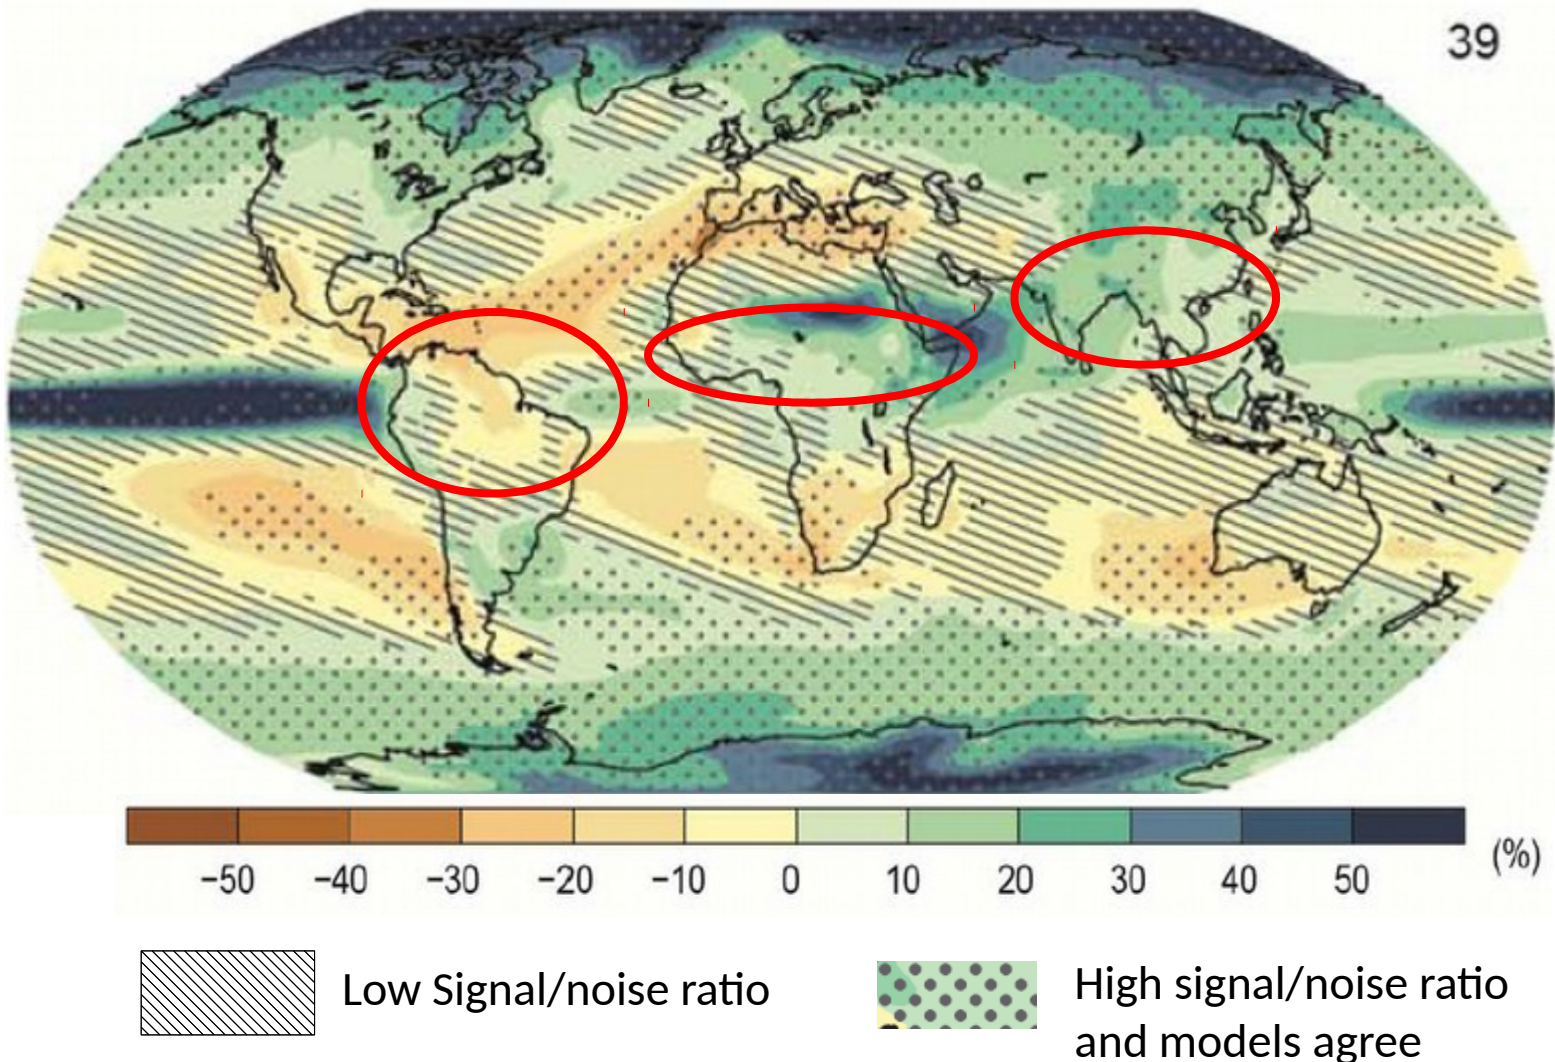 39
−50 −40 −30 −20 −10 0 10 20 30 40 50 (%)
Low Signal/noise ratio
High signal/noise ratio
and models agree